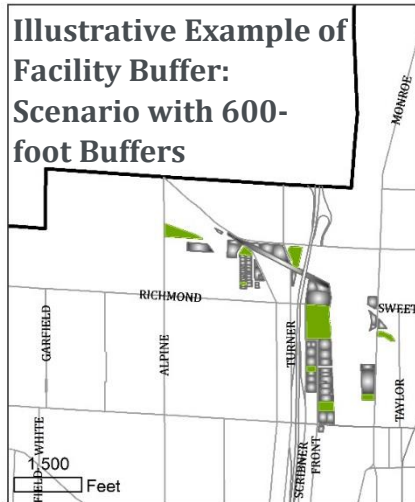 Illustrative Example of
Facility Buffer:
Scenario with 600-
foot Buffers
MONROE
RICHMOND
SWEET
GARFIELD
ALPINE
TURNER
TAYLOR
WHITE
FIELD
SCRIBNER
FRONT
1,500
Feet